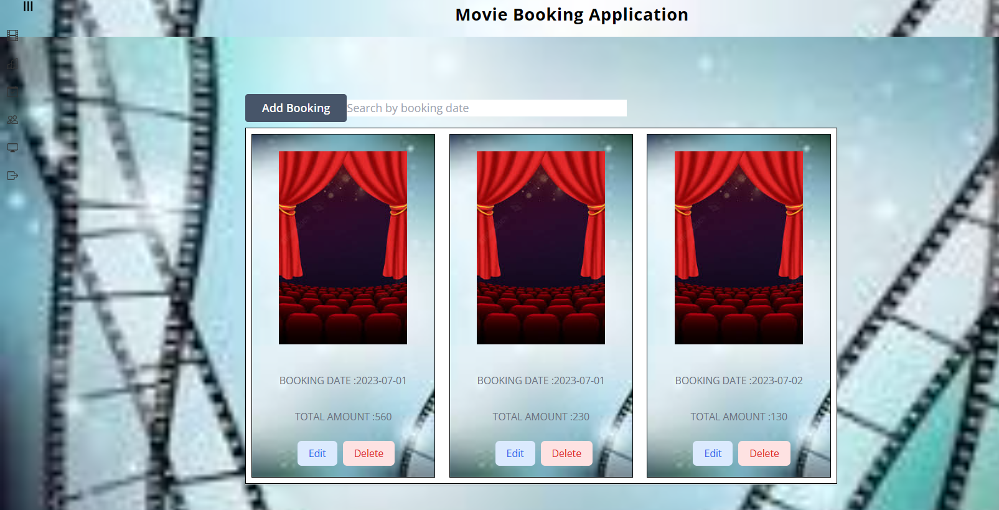 Movie Booking Application
Add Booking
Search by booking date
BOOKING DATE :2023-07-01
TOTAL AMOUNT :560
Edit
Delete
BOOKING DATE :2023-07-01
TOTAL AMOUNT :230
Edit
Delete
BOOKING DATE :2023-07-02
TOTAL AMOUNT :130
Edit
Delete